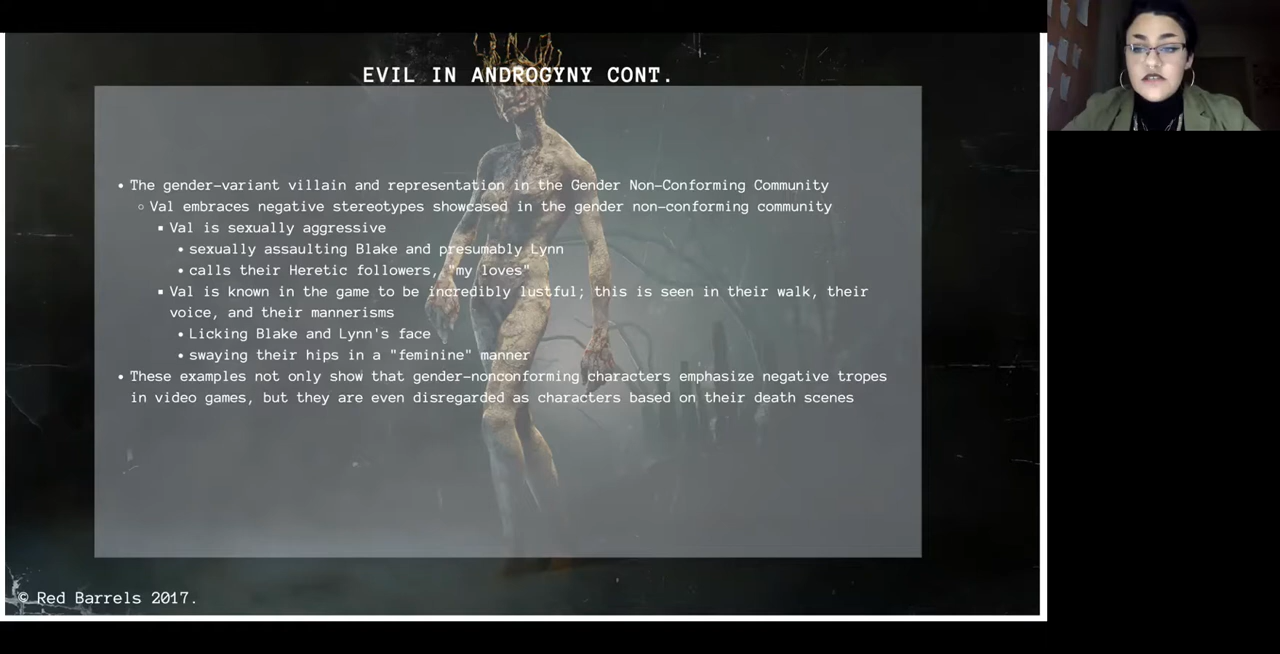 EVIL IN ANDROGYNY CONT.
• The gender-variant villain and representation in the Gender Non-Conforming Community
○ Val embraces negative stereotypes showcased in the gender non-conforming community
▪ Val is sexually aggressive
• sexually assaulting Blake and presumably Lynn
• calls their Heretic followers, "my loves"
▪ Val is known in the game to be incredibly lustful; this is seen in their walk, their
voice, and their mannerisms
• Licking Blake and Lynn's face
• swaying their hips in a "feminine" manner
• These examples not only show that gender-nonconforming characters emphasize negative tropes
in video games, but they are even disregarded as characters based on their death scenes
© Red Barrels 2017.